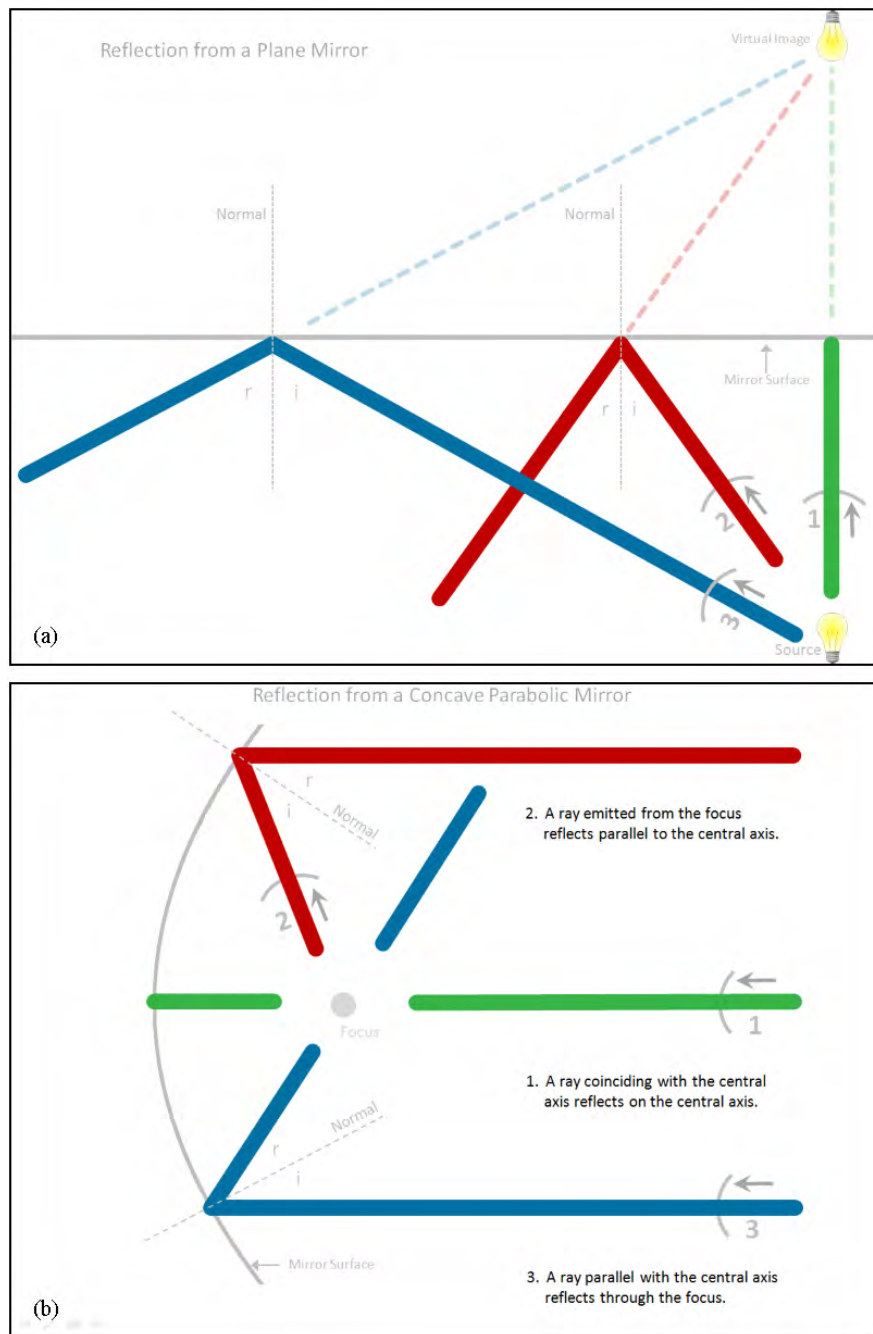 Reflection from a Plane Mirror
Virtual Image
Normal
Normal
r
i
r
i
Mirror Surface
1
2
3
Source
(a)
Reflection from a Concave Parabolic Mirror
r
i
Normal
2. A ray emitted from the focus
reflects parallel to the central axis.
2
Focus
1
1. A ray coinciding with the central
axis reflects on the central axis.
Normal
r
i
3
Mirror Surface
3. A ray parallel with the central axis
reflects through the focus.
(b)